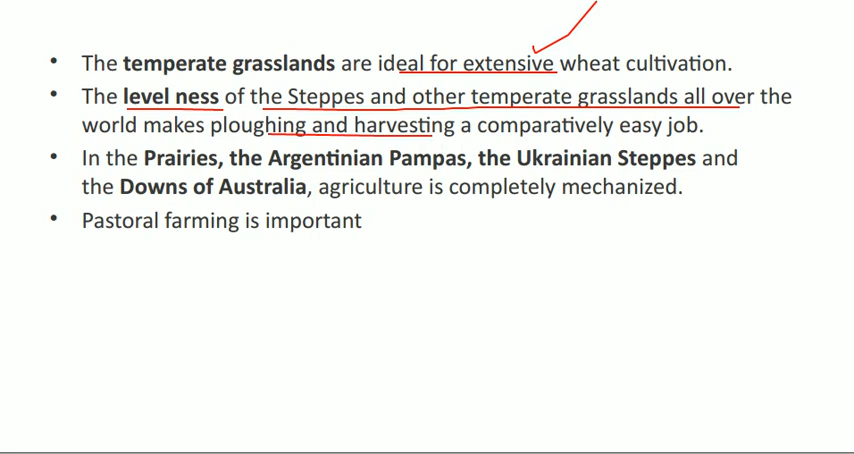 • The temperate grasslands are ideal for extensive wheat cultivation.
• The level ness of the Steppes and other temperate grasslands all over the
world makes ploughing and harvesting a comparatively easy job.
• In the Prairies, the Argentinian Pampas, the Ukrainian Steppes and
the Downs of Australia, agriculture is completely mechanized.
• Pastoral farming is important